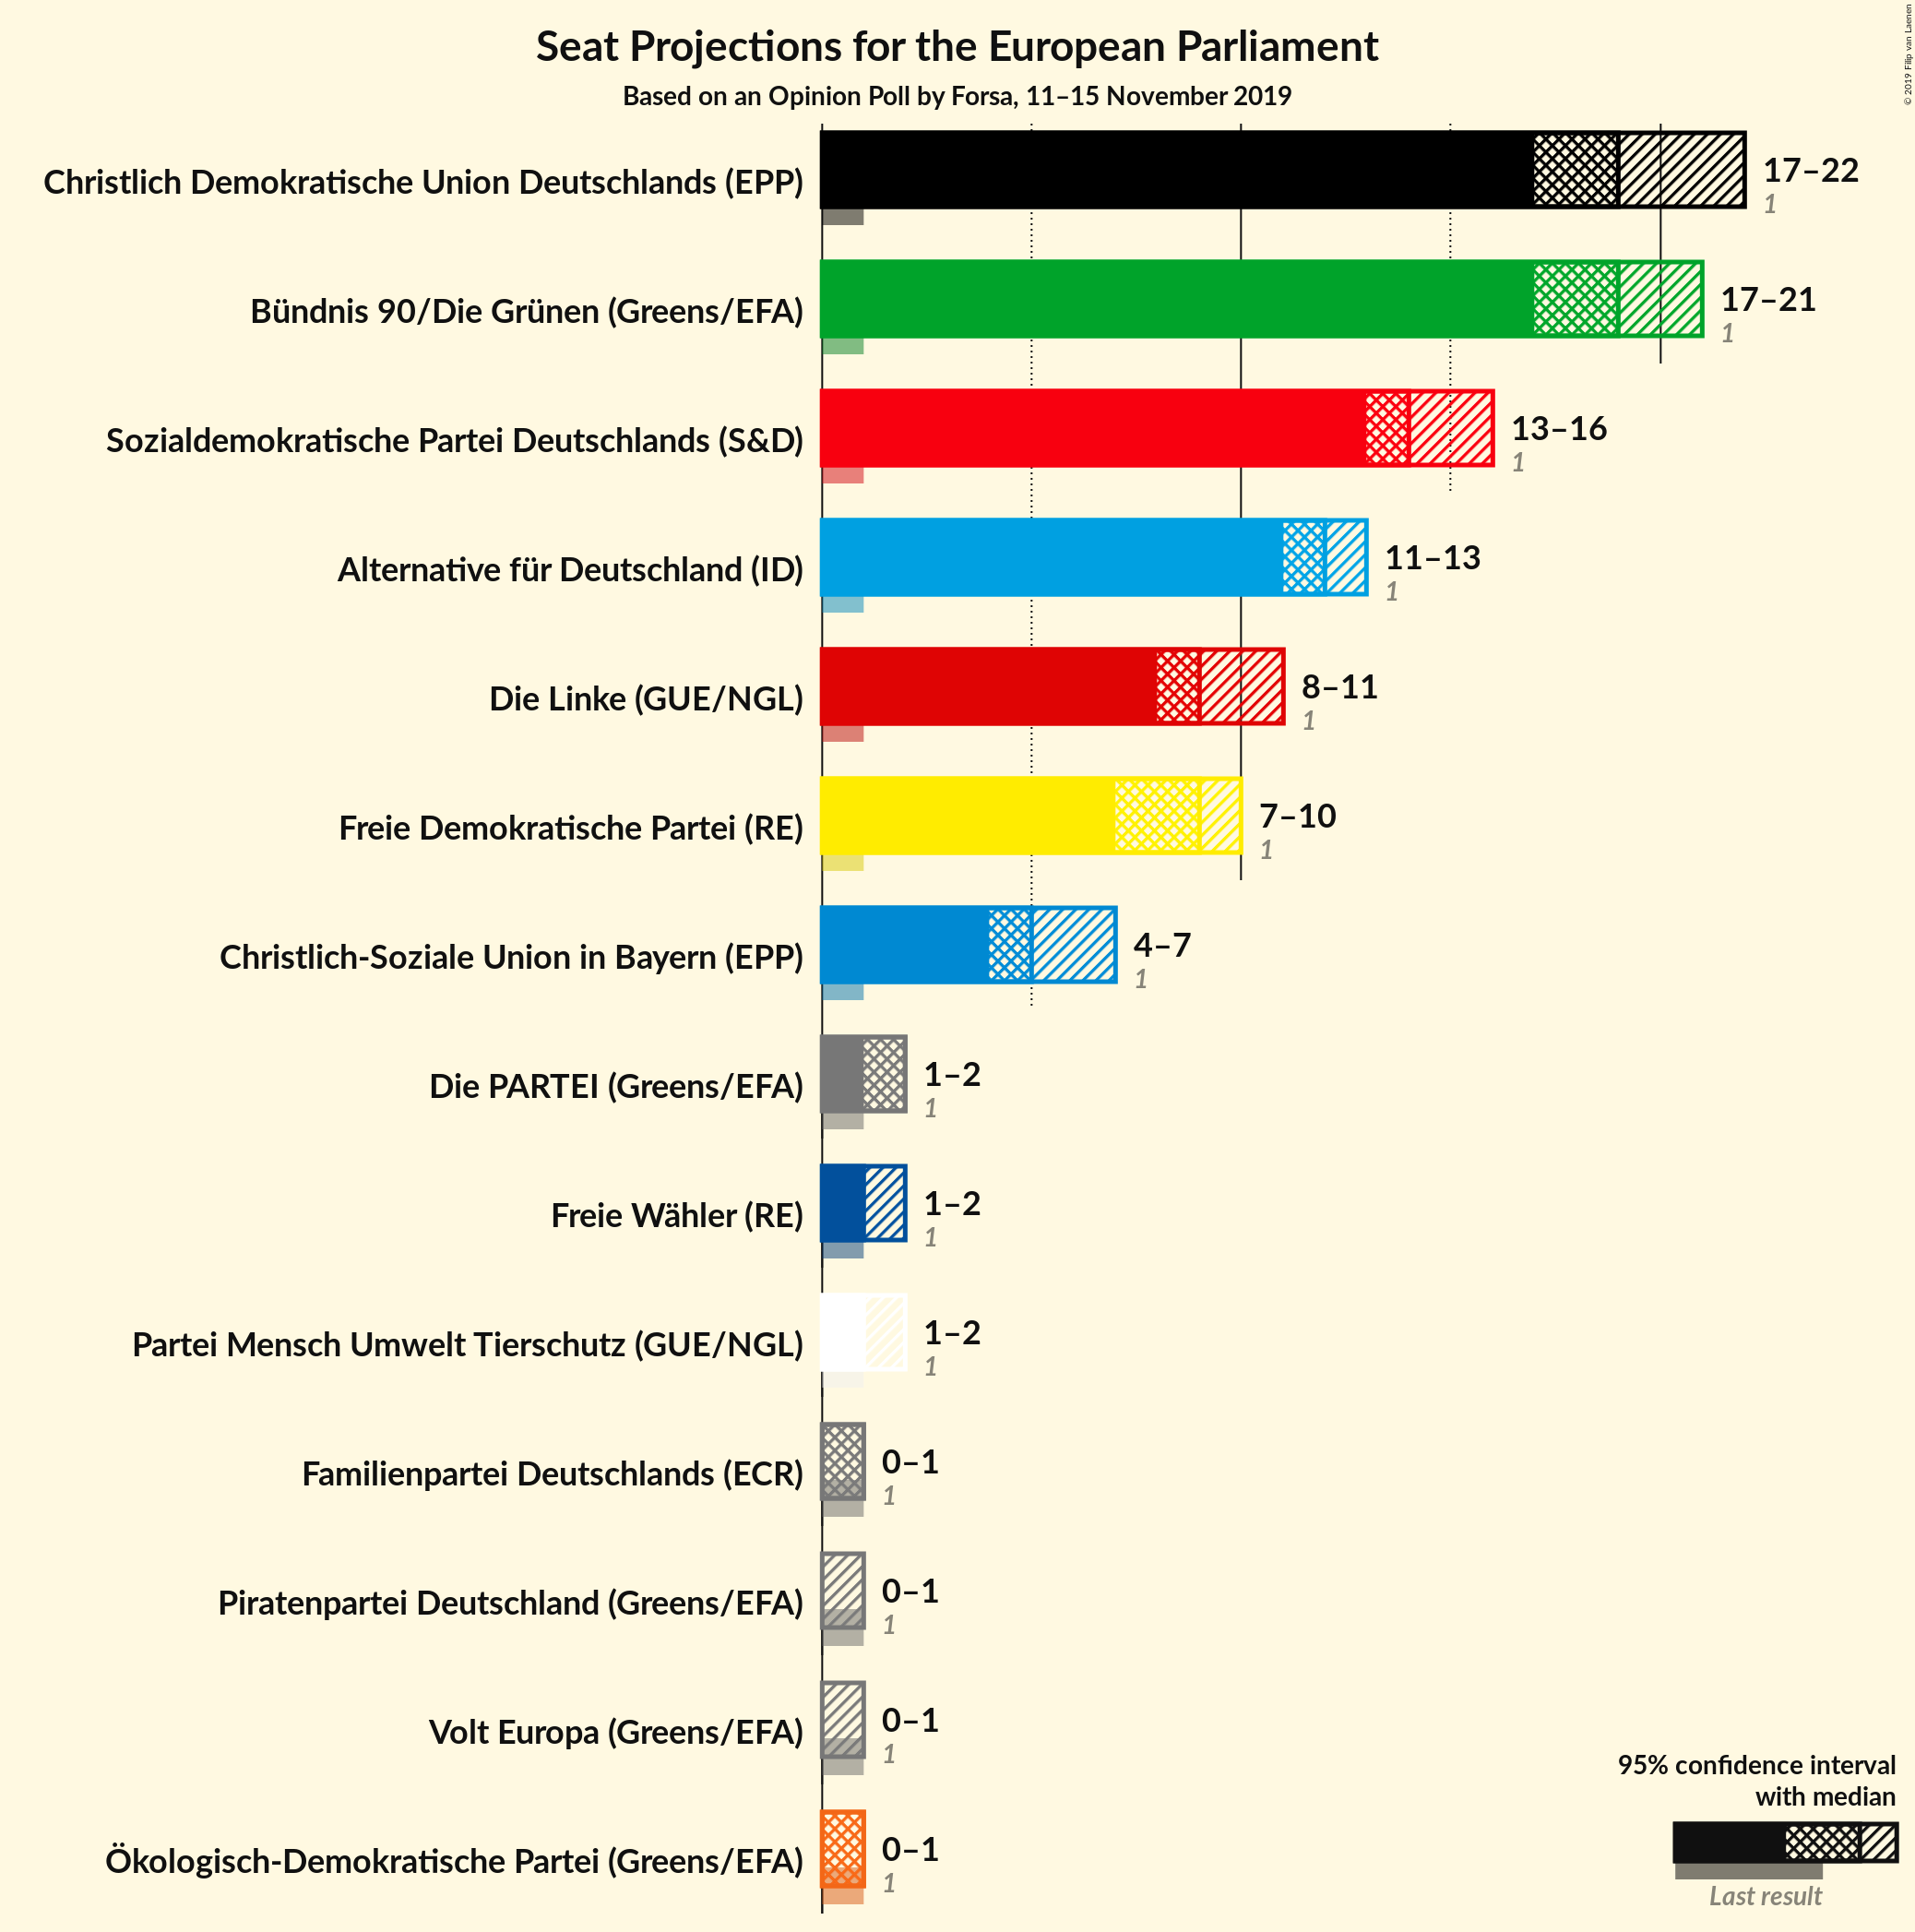 Seat Projections for the European Parliament
Based on an Opinion Poll by Forsa, 11–15 November 2019
© 2019 Filip van Laenen
Christlich Demokratische Union Deutschlands (EPP)
17–22
1
Bündnis 90/Die Grünen (Greens/EFA)
17–21
1
Sozialdemokratische Partei Deutschlands (S&D)
13–16
1
Alternative für Deutschland (ID)
11–13
1
Die Linke (GUE/NGL)
8–11
1
Freie Demokratische Partei (RE)
7–10
1
Christlich-Soziale Union in Bayern (EPP)
4–7
1
Die PARTEI (Greens/EFA)
1–2
1
Freie Wähler (RE)
1–2
1
Partei Mensch Umwelt Tierschutz (GUE/NGL)
1–2
1
Familienpartei Deutschlands (ECR)
0–1
1
Piratenpartei Deutschland (Greens/EFA)
0–1
1
Volt Europa (Greens/EFA)
0–1
1
Ökologisch-Demokratische Partei (Greens/EFA)
0–1
1
95% confidence interval
with median
Last result